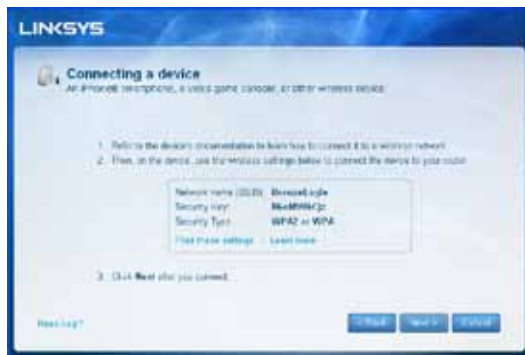 LINKSYS
Connecting a device
An iPhone® smartphone, a video game console, or other wireless device
1. Refer to the device's documentation to learn how to connect it to a wireless network.
2. Then, on the device, use the wireless settings below to connect the device to your router.
Network name (SSID):
Security Key:
Security Type: WPA2 or WPA
Print these settings Learn more
3. Click Next after you connect.
Need help?
< Back Next > Cancel